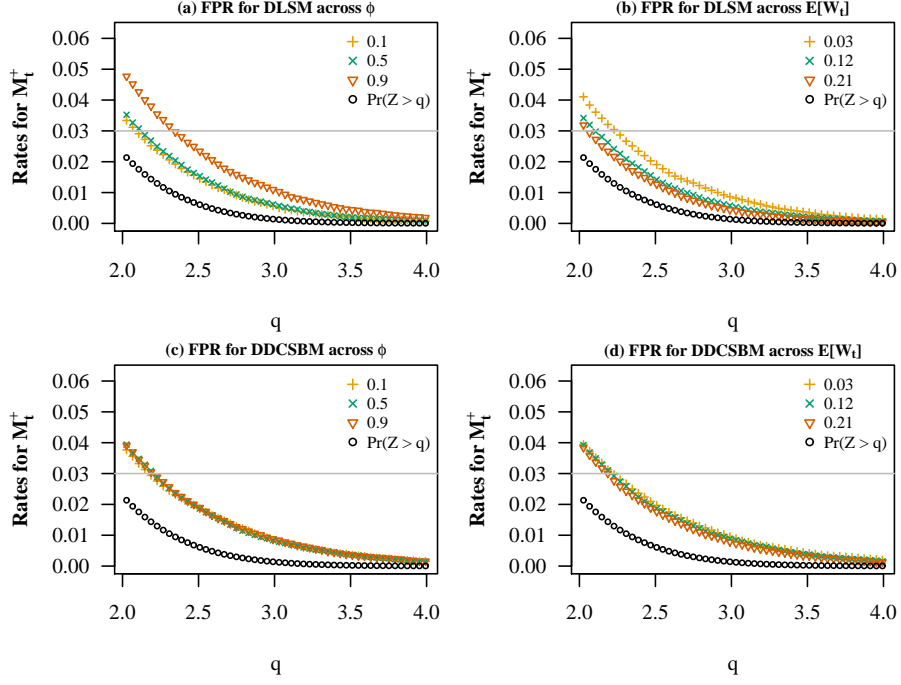 (a) FPR for DLSM across ϕ
0.06
0.05
0.04
0.03
0.02
0.01
0.00
Rates for M_t^+
0.1
0.5
0.9
Pr(Z > q)
2.0 2.5 3.0 3.5 4.0
q
(b) FPR for DLSM across E[W_t]
0.06
0.05
0.04
0.03
0.02
0.01
0.00
Rates for M_t^+
0.03
0.12
0.21
Pr(Z > q)
2.0 2.5 3.0 3.5 4.0
q
(c) FPR for DDCSBM across ϕ
0.06
0.05
0.04
0.03
0.02
0.01
0.00
Rates for M_t^+
0.1
0.5
0.9
Pr(Z > q)
2.0 2.5 3.0 3.5 4.0
q
(d) FPR for DDCSBM across E[W_t]
0.06
0.05
0.04
0.03
0.02
0.01
0.00
Rates for M_t^+
0.03
0.12
0.21
Pr(Z > q)
2.0 2.5 3.0 3.5 4.0
q